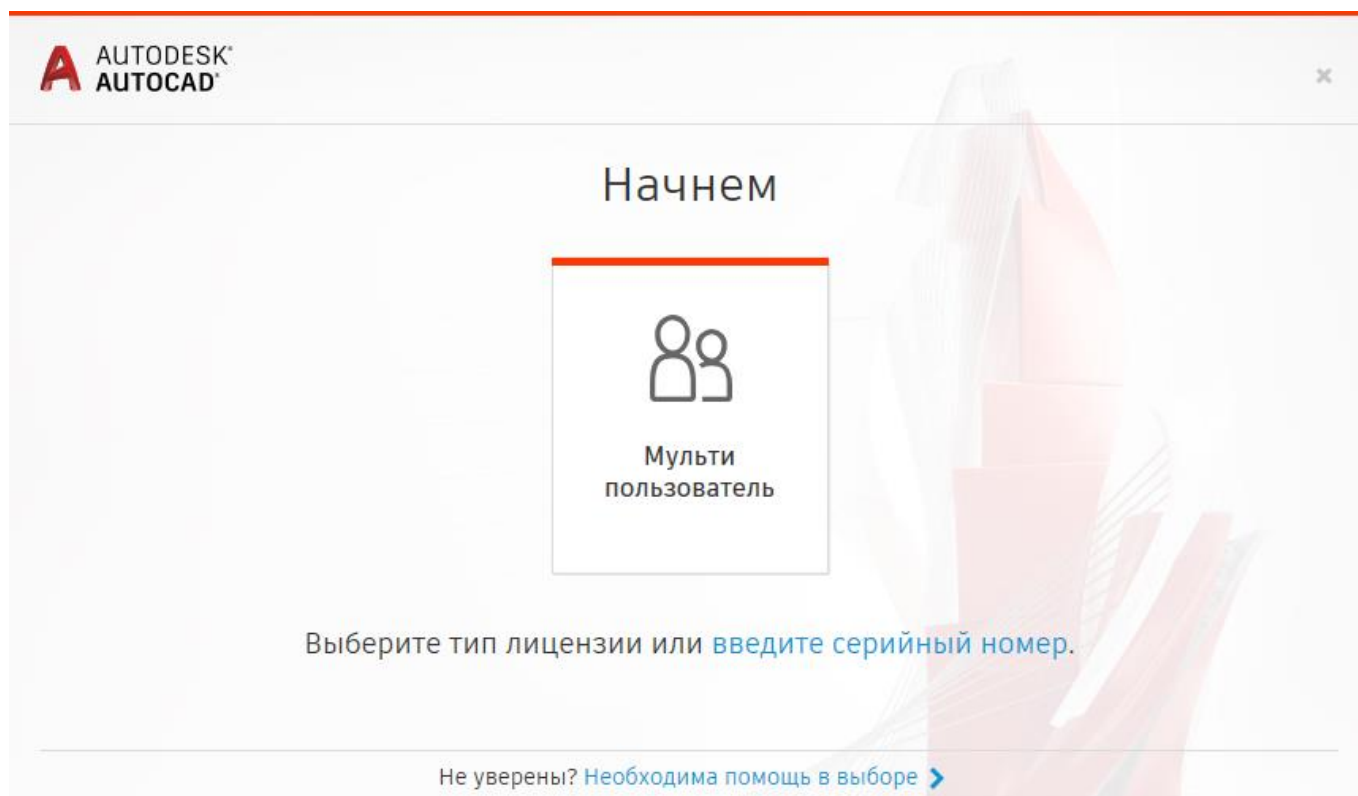 AUTODESK®
AUTOCAD®
Начнем
Мульти
пользователь
Выберите тип лицензии или введите серийный номер.
Не уверены? Необходима помощь в выборе